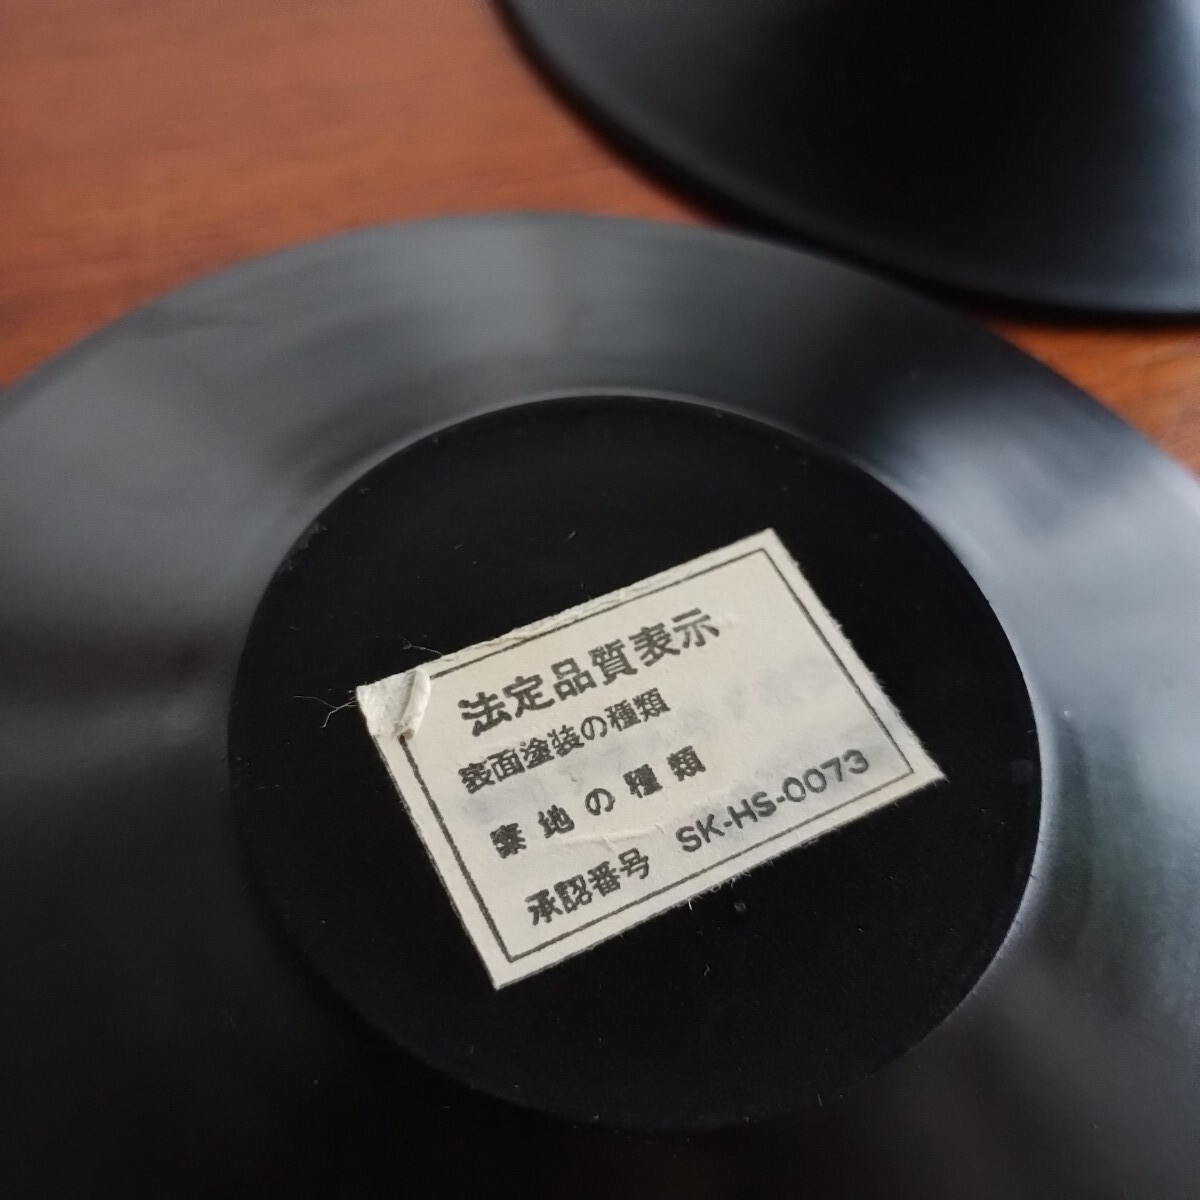 法定品質表示
表面塗装の種類
素地の種類
承認番号 SK-HS-0073